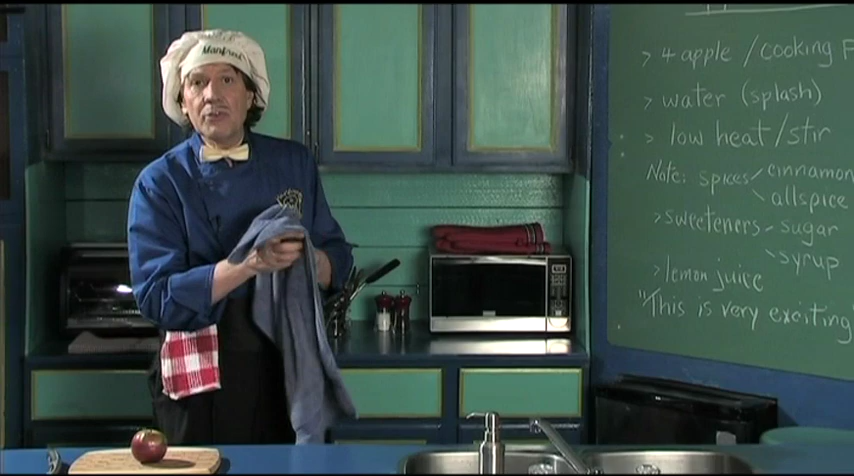 Manfred
> 4 apple / cooking
> water (splash)
> low heat / stir
Note: spices cinnamon
allspice
> sweeteners - sugar
syrup
> lemon juice
"This is very exciting